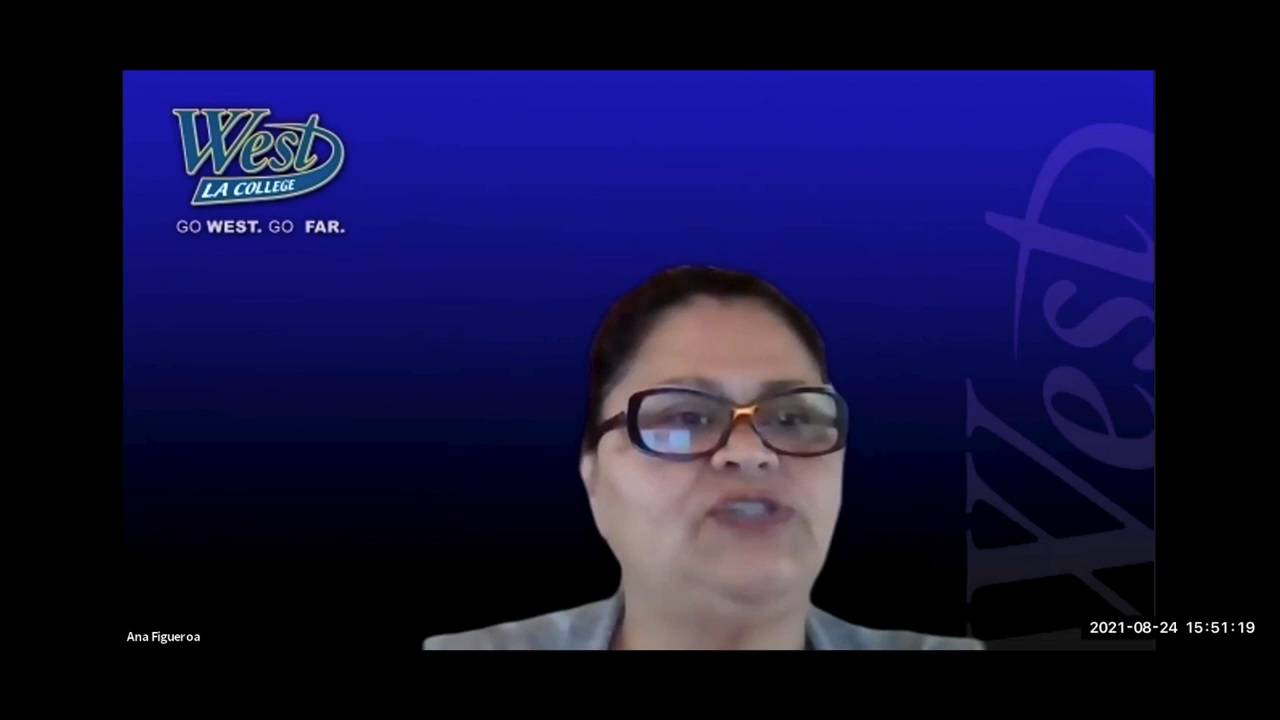 West
LA COLLEGE
GO WEST. GO FAR.
West
Ana Figueroa
2021-08-24 15:51:19